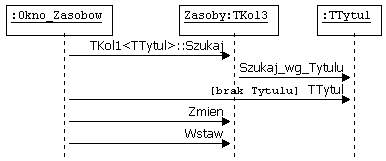 :Okno_Zasobow
Zasoby:TKol3
:TTytul
TKol1<TTytul>::Szukaj
Szukaj_wg_Tytulu
[brak Tytulu] TTytul
Zmien
Wstaw